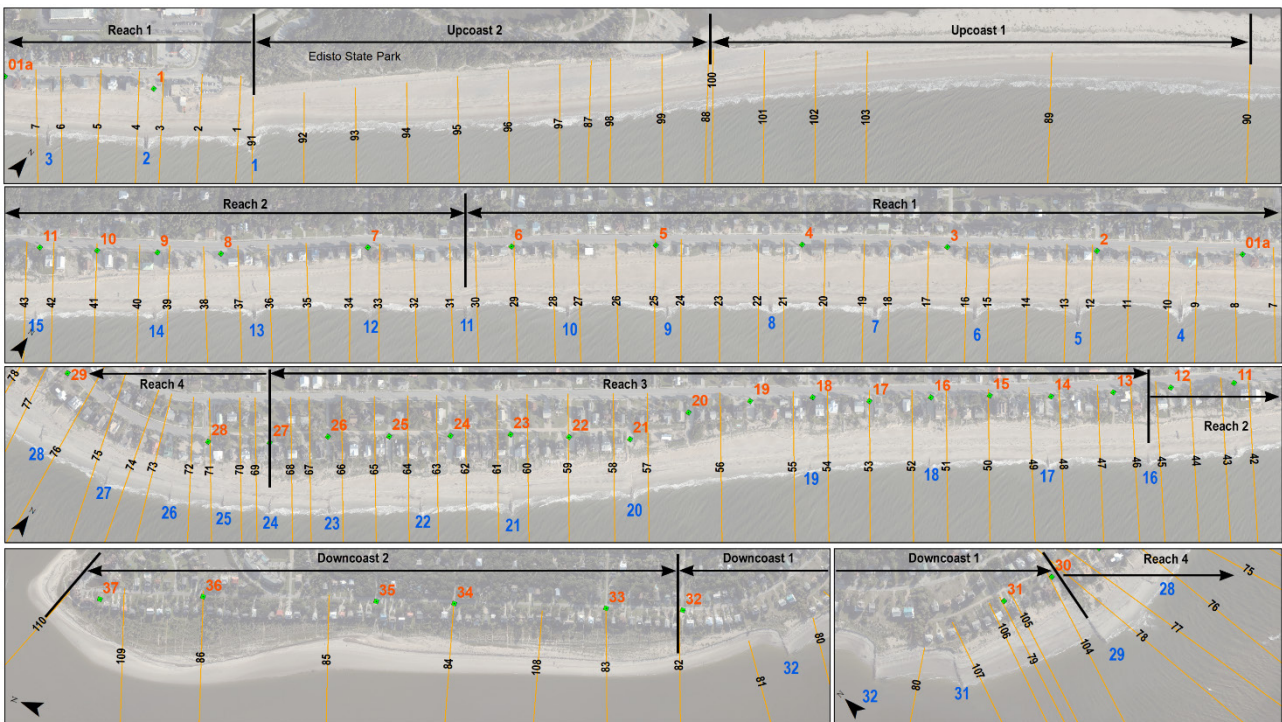 Reach 1 Upcoast 2 Upcoast 1
Edisto State Park
01a 1
7 6 5 4 3 2 1 91 92 93 94 95 96 97 87 98 99 88 100 101 102 103 89 90
3 2 1
N
Reach 2 Reach 1
11 10 9 8 7 6 5 4 3 2 01a
43 42 41 40 39 38 37 36 35 34 33 32 31 30 29 28 27 26 25 24 23 22 21 20 19 18 17 16 15 14 13 12 11 10 9 8 7
15 14 13 12 11 10 9 8 7 6 5 4
N
29 Reach 4 Reach 3 Reach 2
28 27 26 25 24 23 22 21 20 19 18 17 16 15 14 13 12 11
78 77 76 75 74 73 72 71 70 69 68 67 66 65 64 63 62 61 60 59 58 57 56 55 54 53 52 51 50 49 48 47 46 45 44 43 42
28 27 26 25 24 23 22 21 20 19 18 17 16
N
Downcoast 2 Downcoast 1
37 36 35 34 33 32
110 109 86 85 84 108 83 82 81 80
32
N
Downcoast 1 Reach 4
31 30
80 107 106 79 105 104 78 77 76 75
32 31 29 28
N